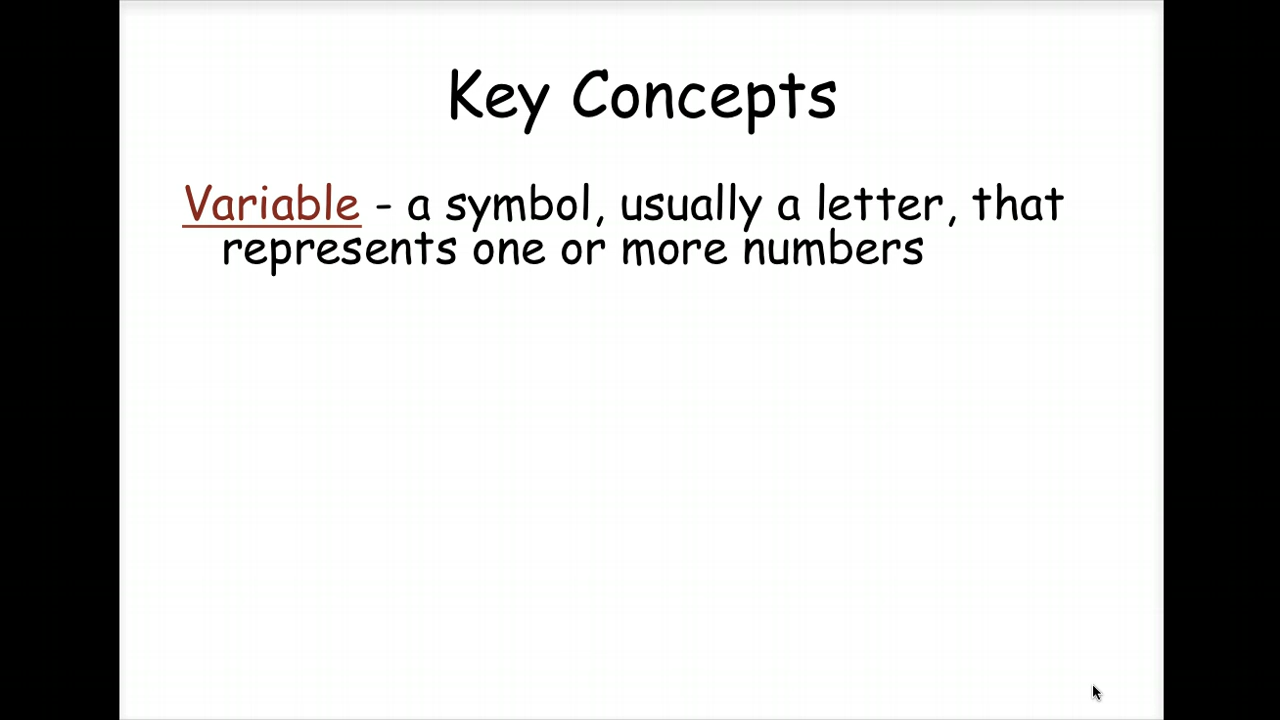 Key Concepts
Variable - a symbol, usually a letter, that
represents one or more numbers